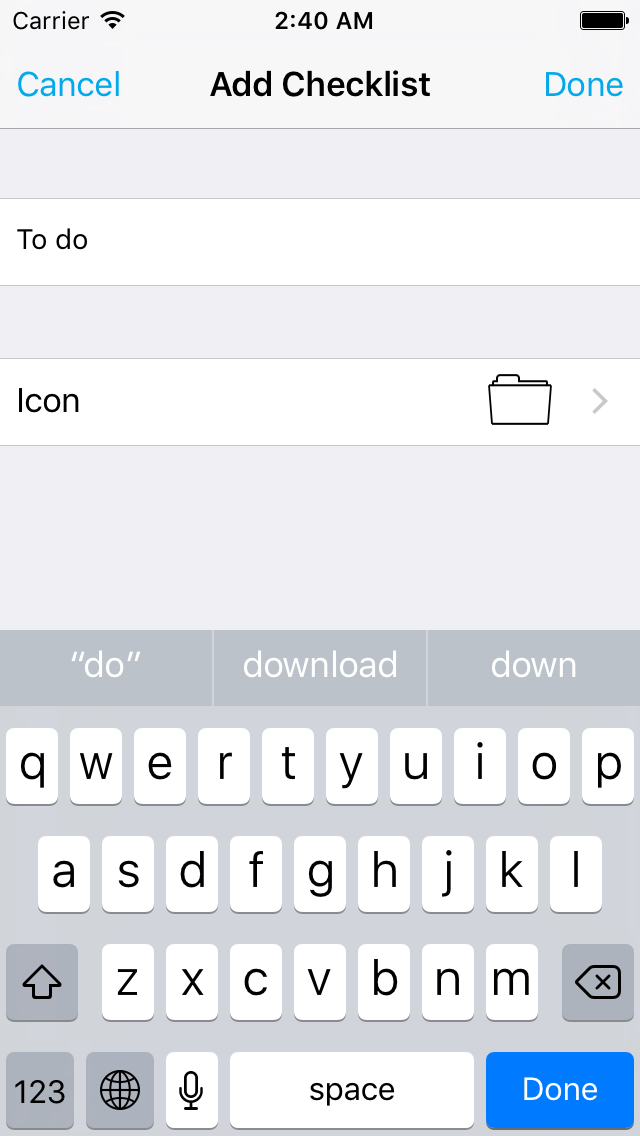 Carrier 2:40 AM
Cancel Add Checklist Done
To do
Icon
“do” download down
q w e r t y u i o p
a s d f g h j k l
z x c v b n m
123 space Done